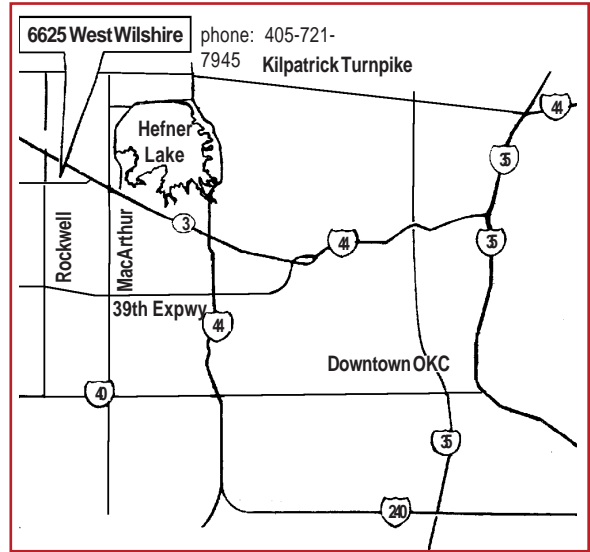 6625 West Wilshire
phone: 405-721-
7945
Kilpatrick Turnpike
44
Hefner
Lake
35
3
44
35
Rockwell
MacArthur
39th Expwy
44
Downtown OKC
40
35
240